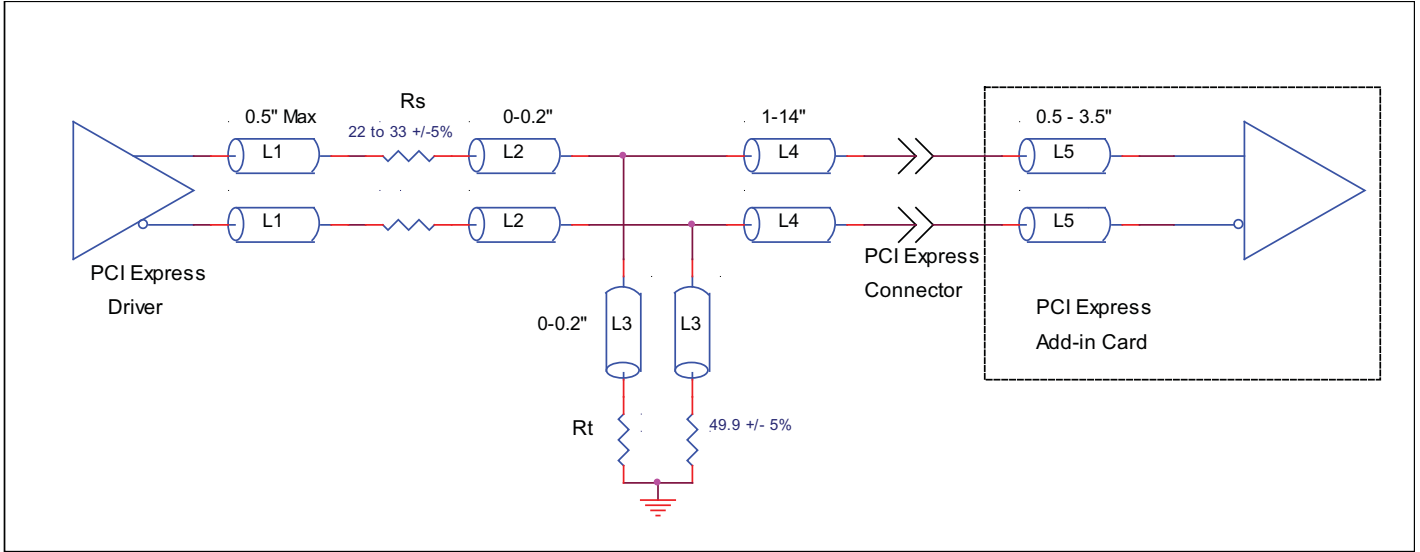 Rs
0.5" Max
22 to 33 +/-5%
0-0.2"
1-14"
0.5 - 3.5"
L1
L2
L4
L5
L1
L2
L4
L5
PCI Express
Driver
PCI Express
Connector
0-0.2"
L3
L3
PCI Express
Add-in Card
Rt
49.9 +/- 5%